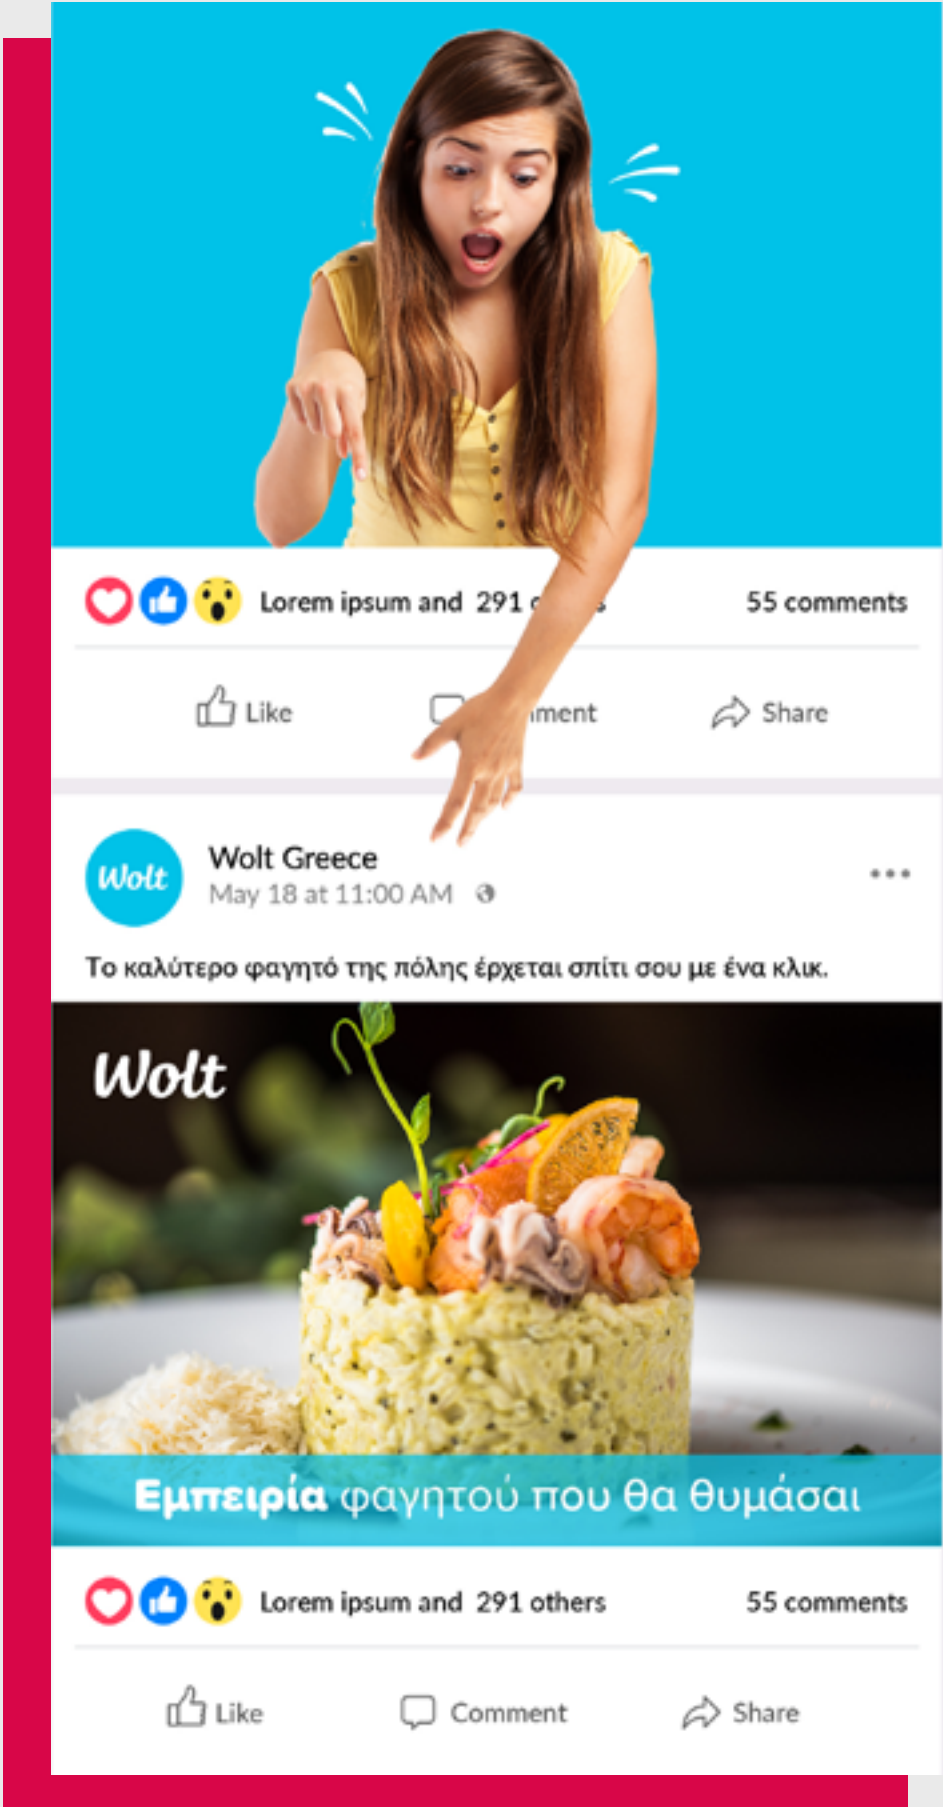 Lorem ipsum and 291 55 comments
Like Share
Wolt
Wolt Greece
May 18 at 11:00 AM
Το καλύτερο φαγητό της πόλης έρχεται σπίτι σου με ένα κλικ.
Wolt
Εμπειρία φαγητού που θα θυμάσαι
Lorem ipsum and 291 others 55 comments
Like Comment Share